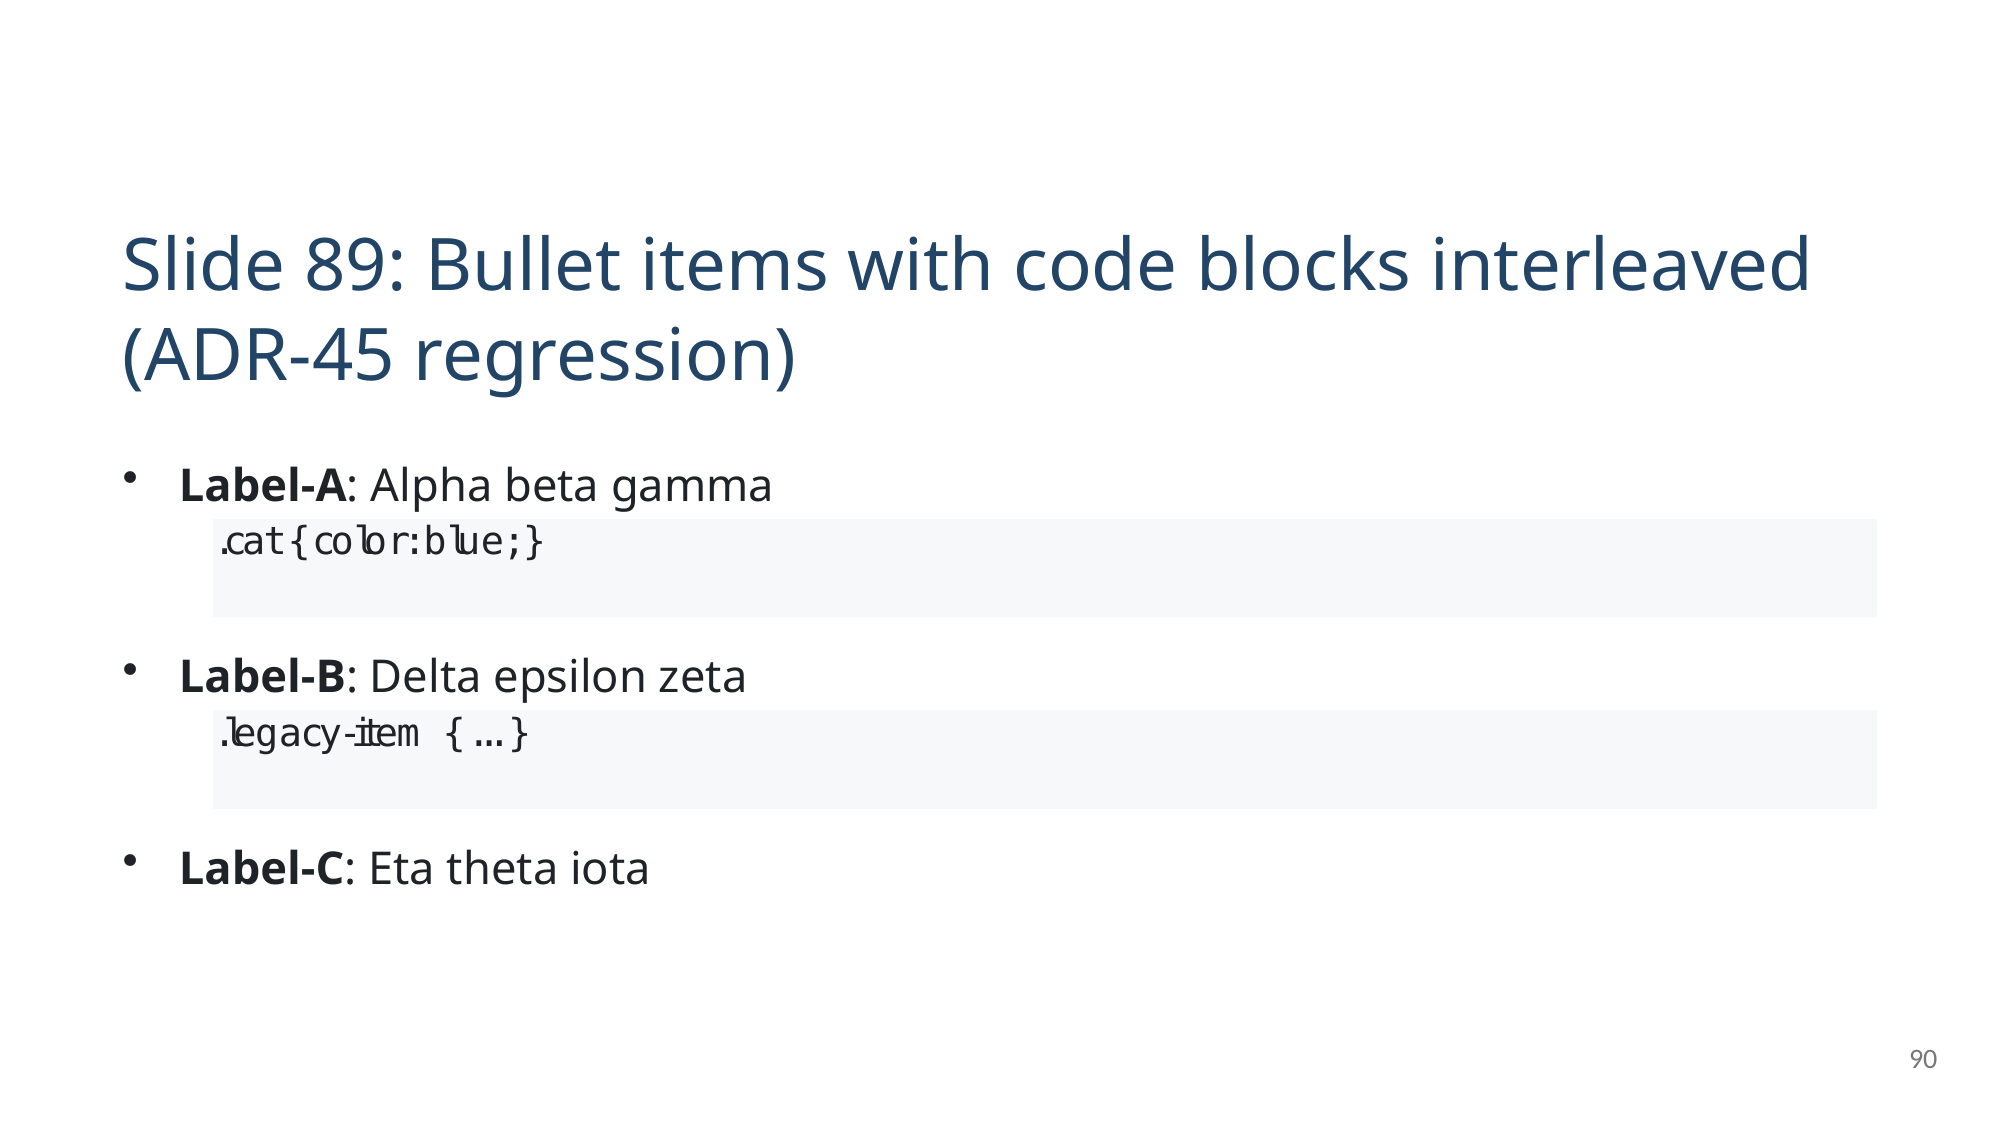 Slide 89: Bullet items with code blocks interleaved
(ADR-45 regression)
• Label-A: Alpha beta gamma
.cat{color:blue;}
• Label-B: Delta epsilon zeta
.legacy-item { ... }
• Label-C: Eta theta iota
90